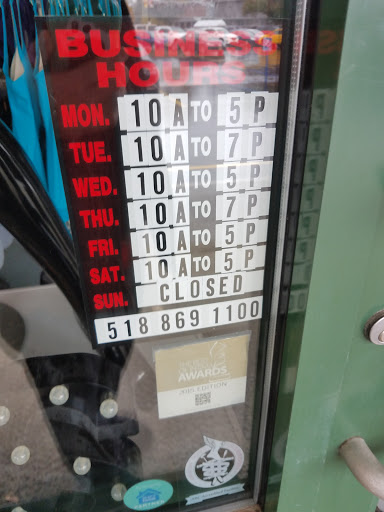 BUSINESS
HOURS
MON. 10 A TO 5 P
TUE. 10 A TO 7 P
WED. 10 A TO 5 P
THU. 10 A TO 7 P
FRI. 10 A TO 5 P
SAT. 10 A TO 5 P
SUN. CLOSED
518 869 1100
AWARDS
EDITION